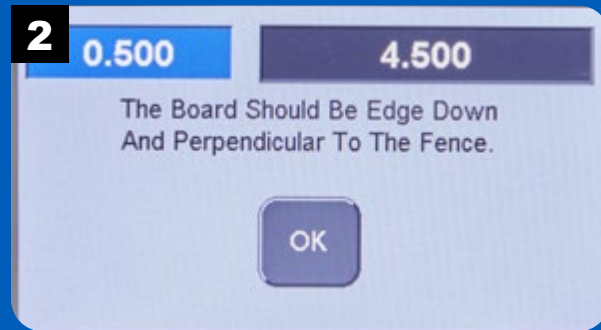 2
0.500 4.500
The Board Should Be Edge Down
And Perpendicular To The Fence.
OK